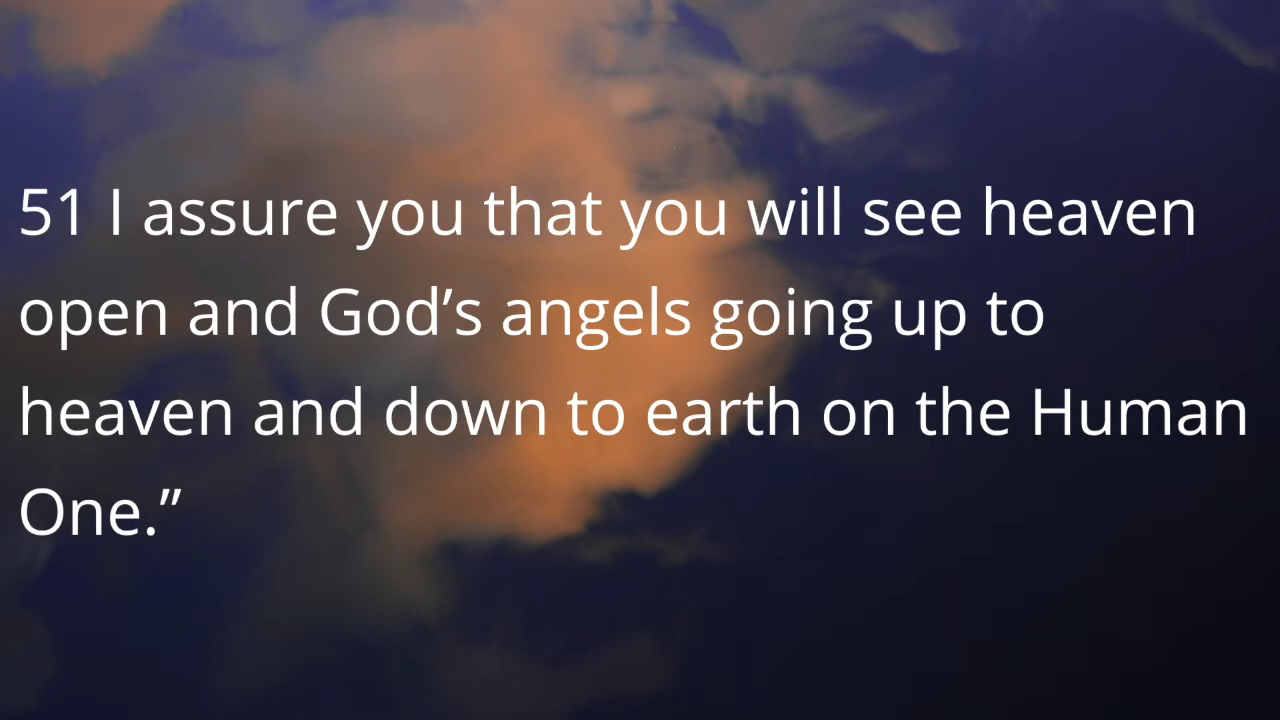 51 I assure you that you will see heaven
open and God’s angels going up to
heaven and down to earth on the Human
One.”